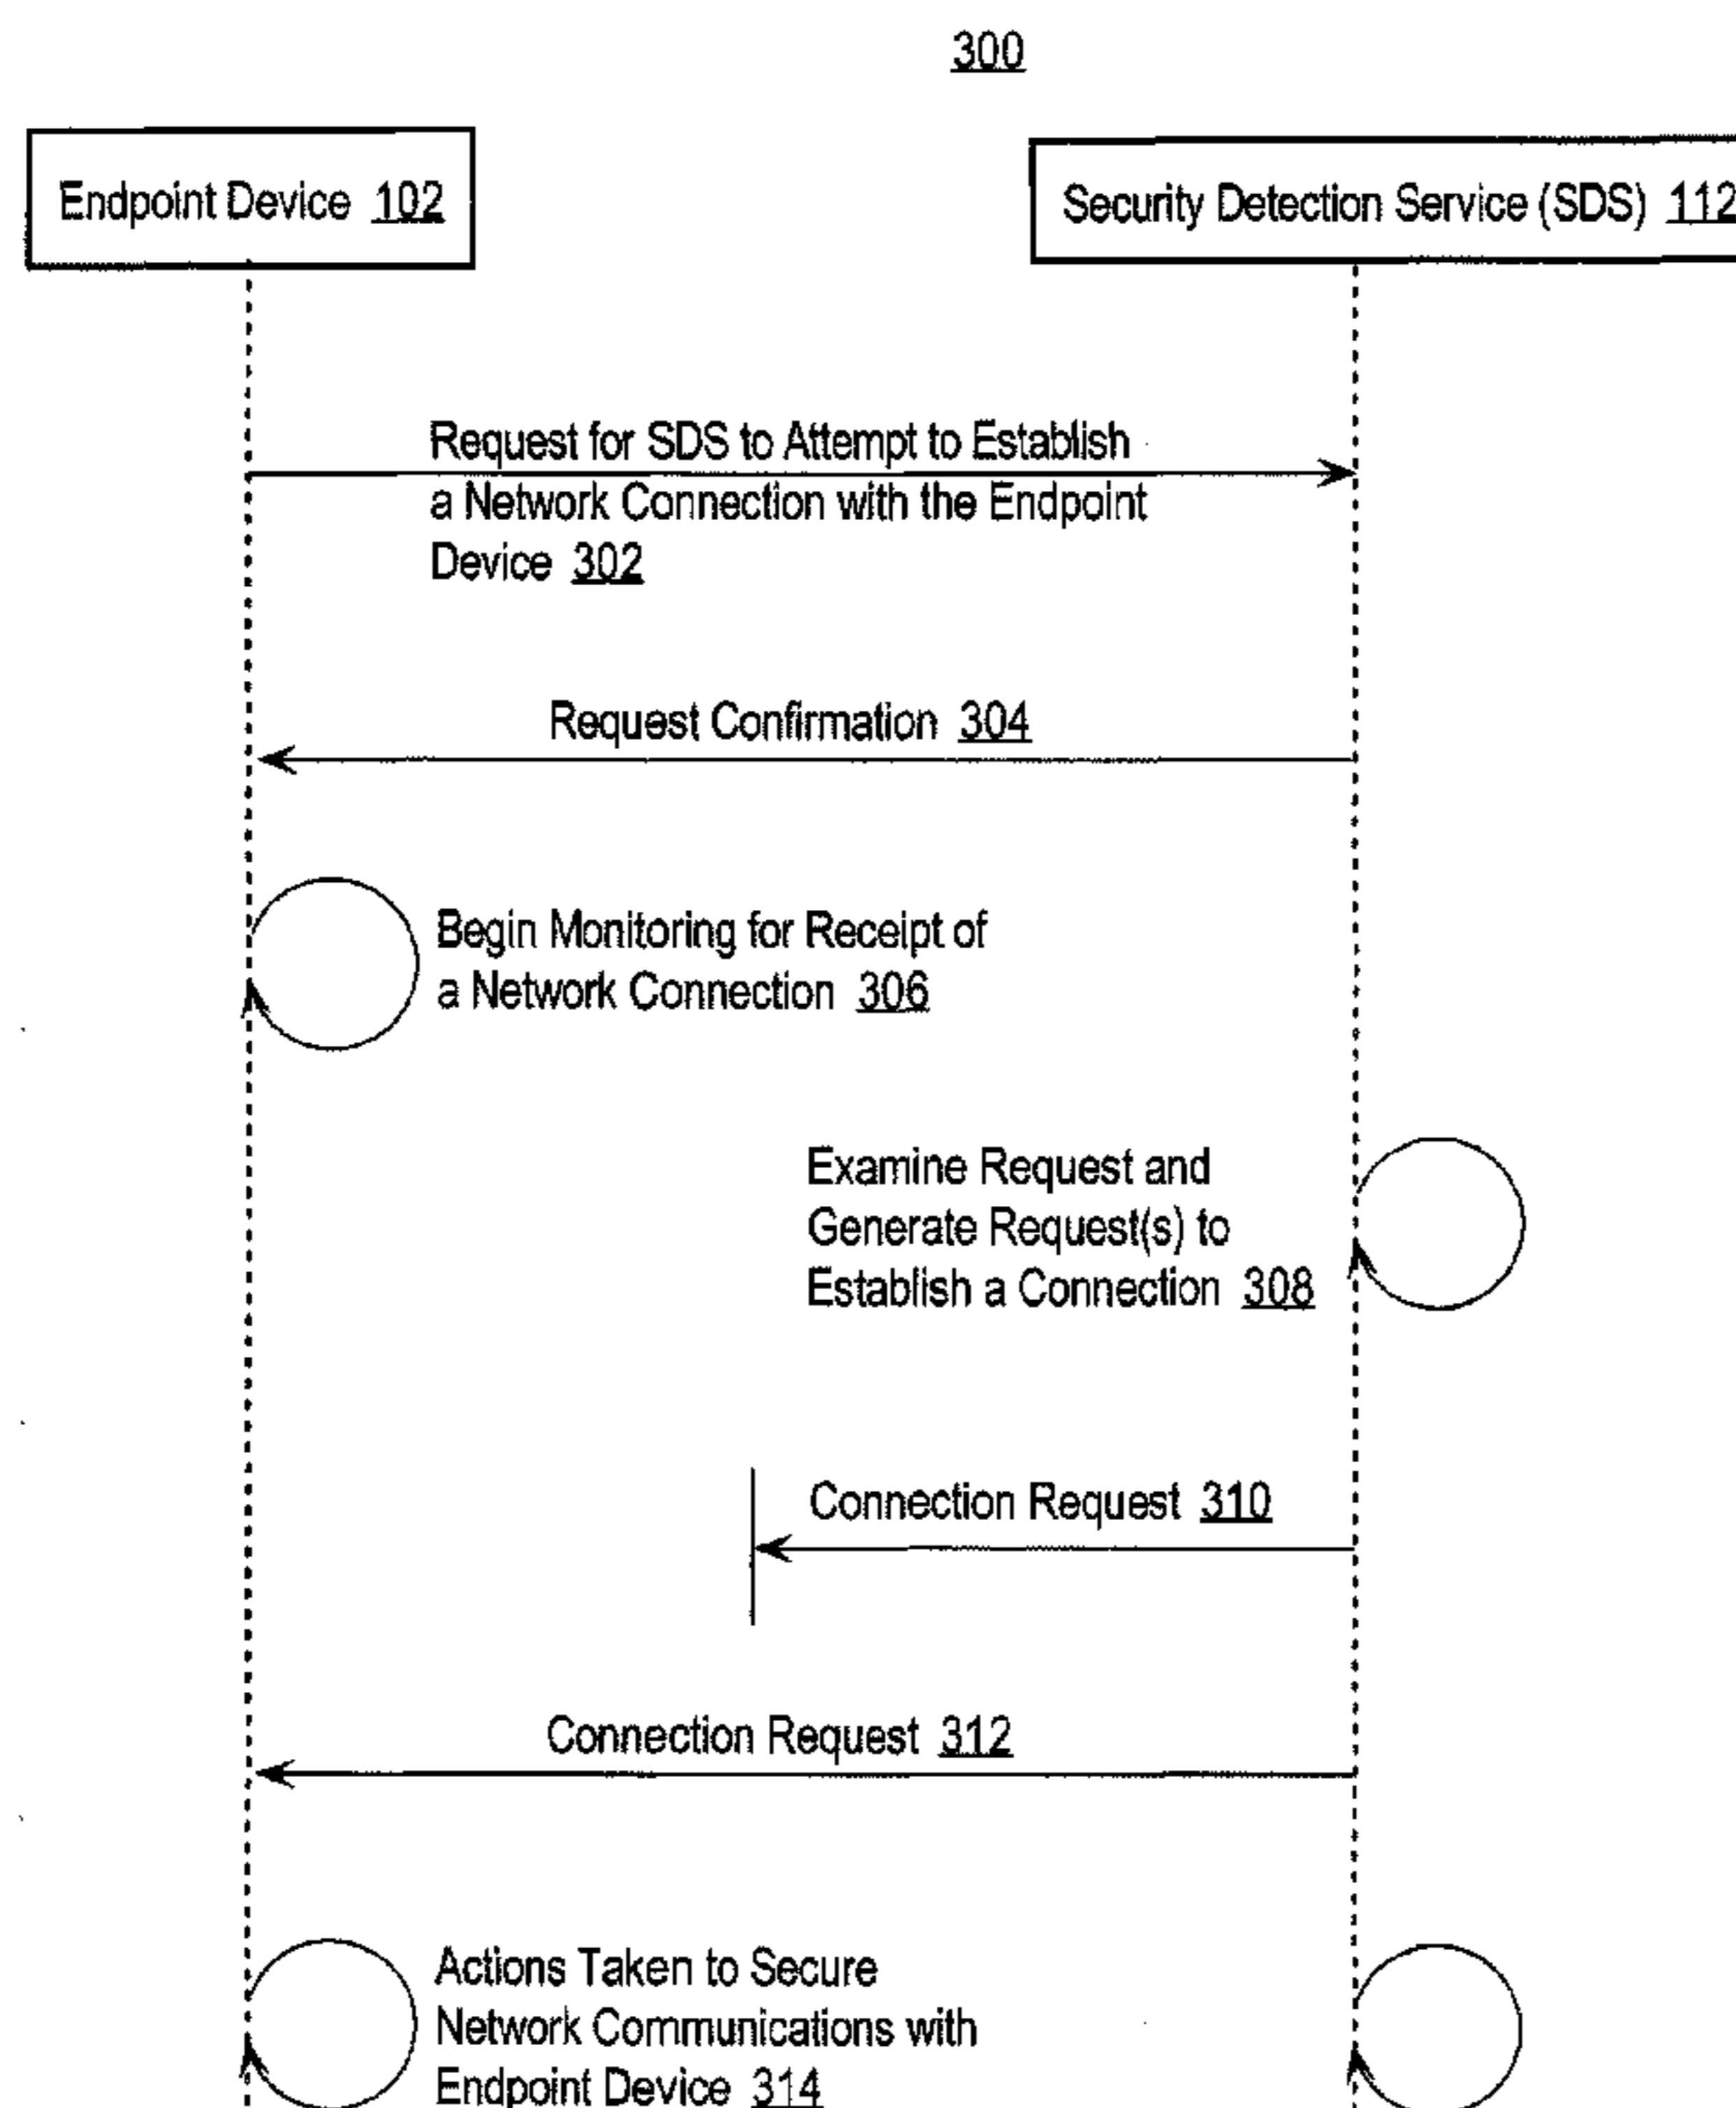 300
Endpoint Device 102
Security Detection Service (SDS) 112
Request for SDS to Attempt to Establish
a Network Connection with the Endpoint
Device 302
Request Confirmation 304
Begin Monitoring for Receipt of
a Network Connection 306
Examine Request and
Generate Request(s) to
Establish a Connection 308
Connection Request 310
Connection Request 312
Actions Taken to Secure
Network Communications with
Endpoint Device 314